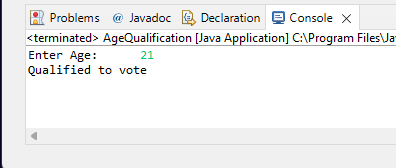 Problems @ Javadoc Declaration Console
<terminated> AgeQualification [Java Application] C:\Program Files\Jav
Enter Age: 21
Qualified to vote